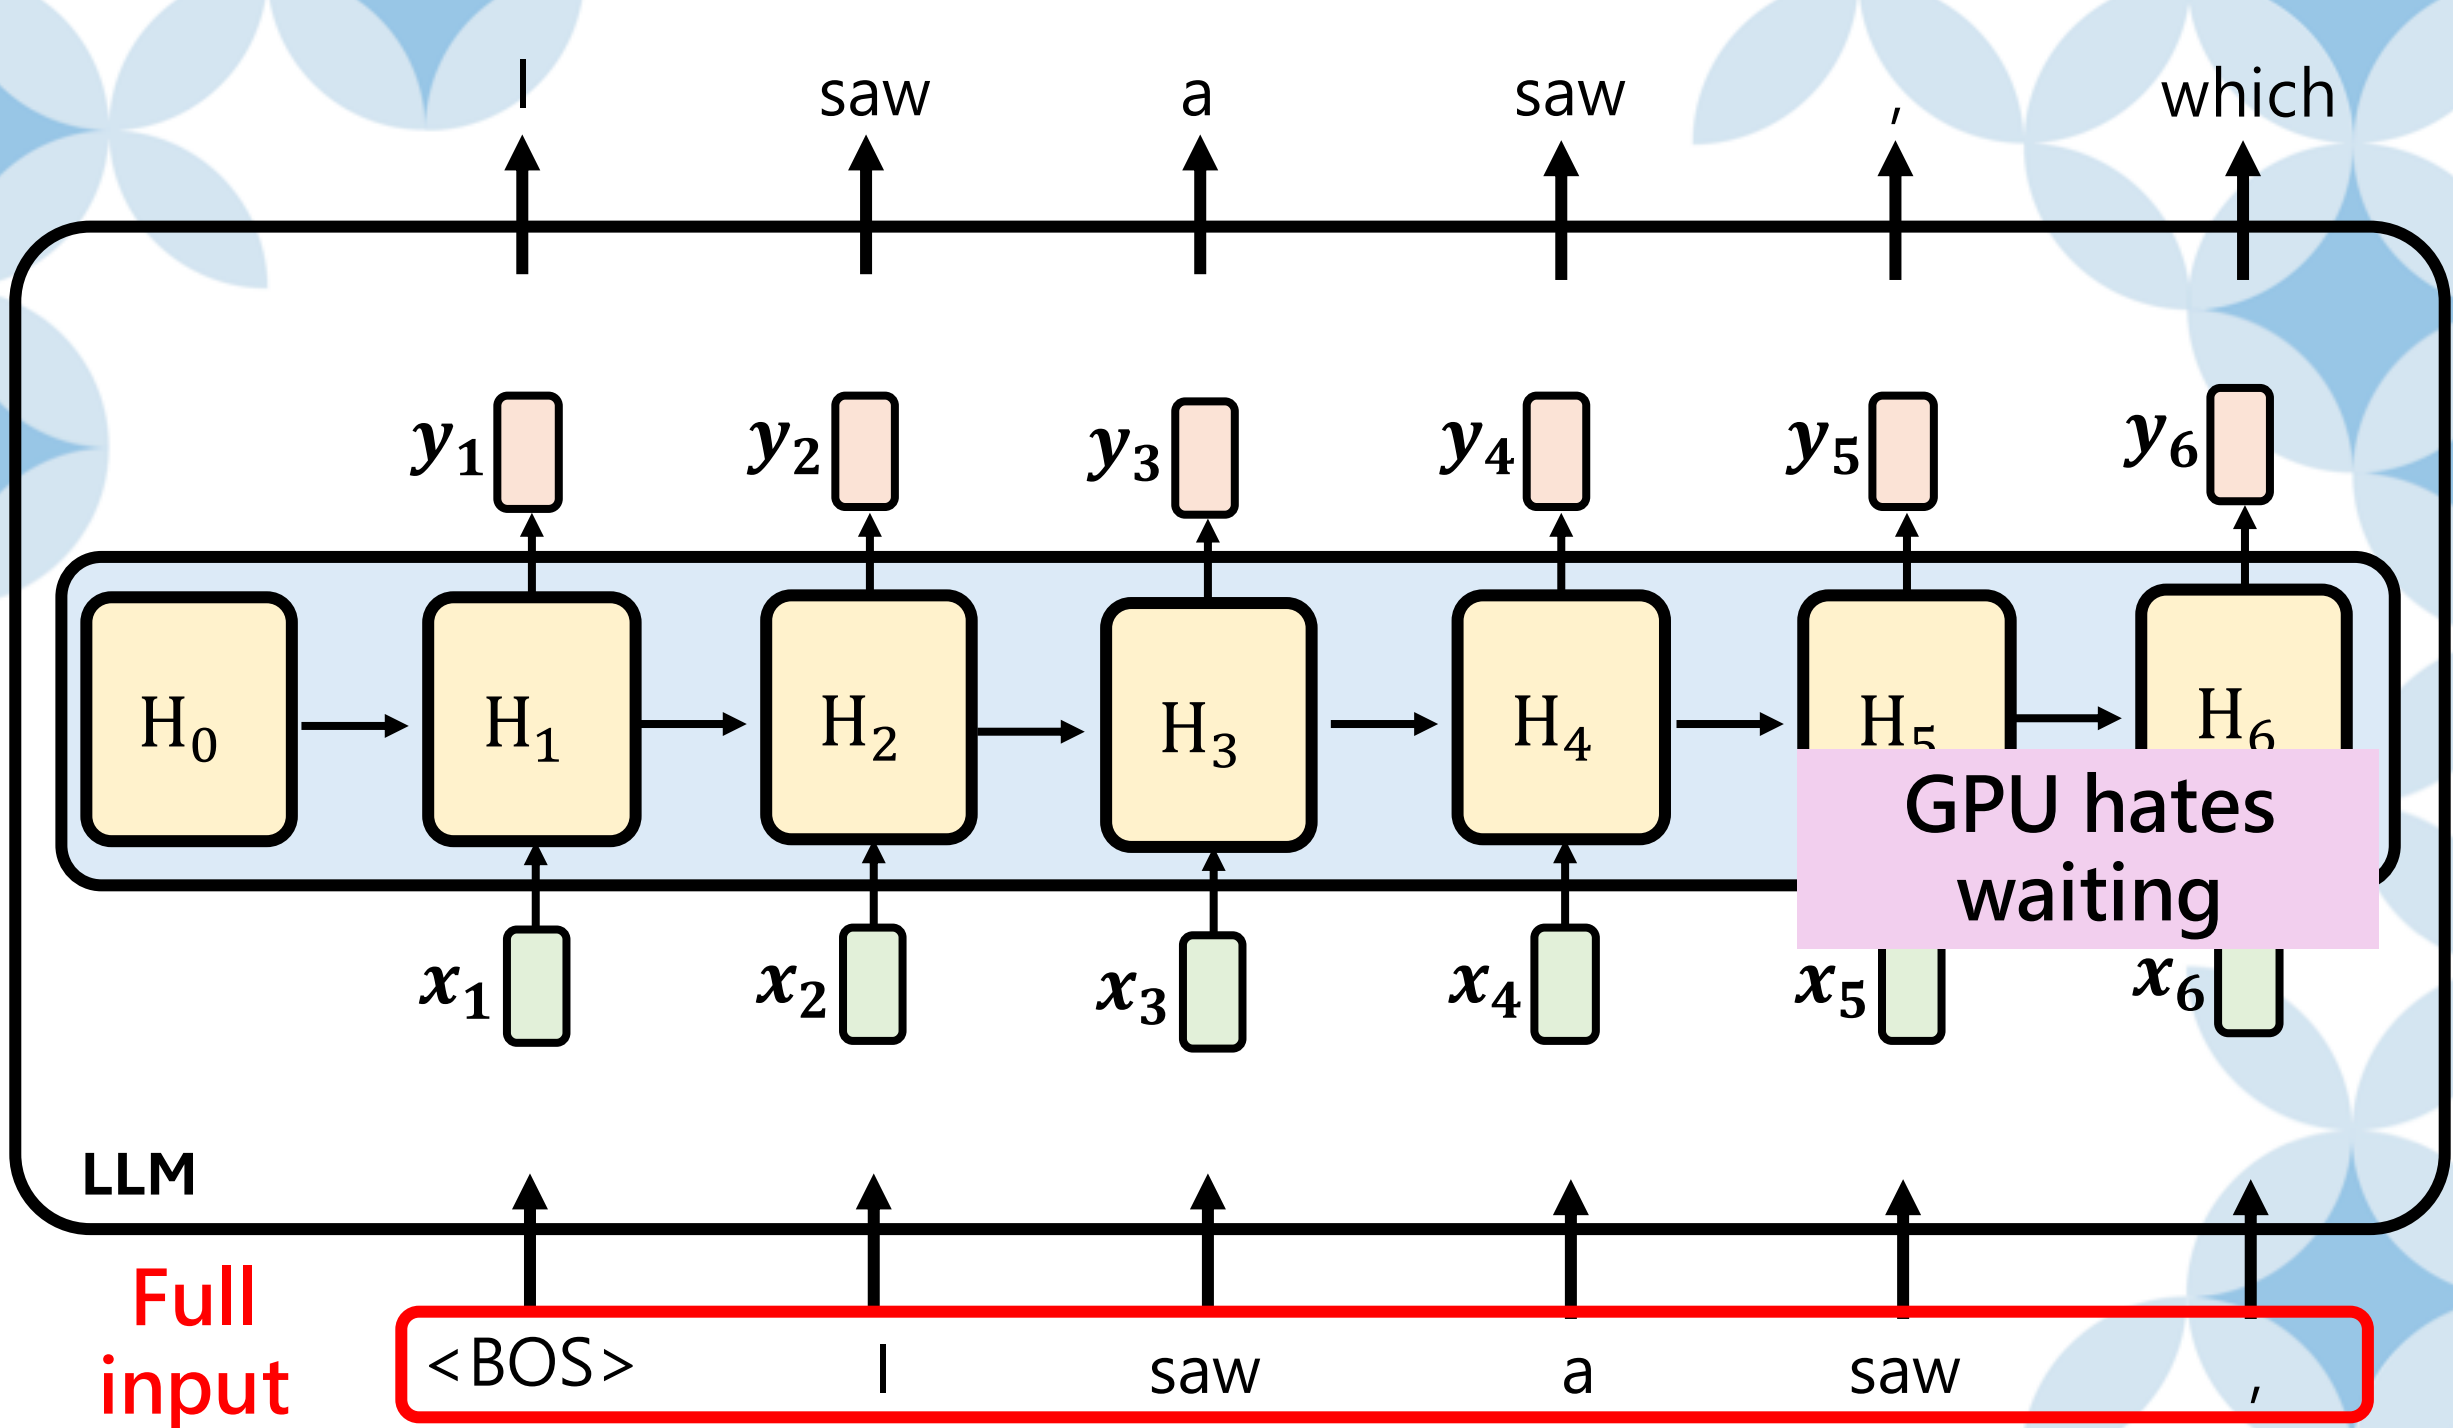 I saw a saw , which
y1 y2 y3 y4 y5 y6
H0 H1 H2 H3 H4 H5 H6
GPU hates
waiting
x1 x2 x3 x4 x5 x6
LLM
Full
input
<BOS> I saw a saw ,